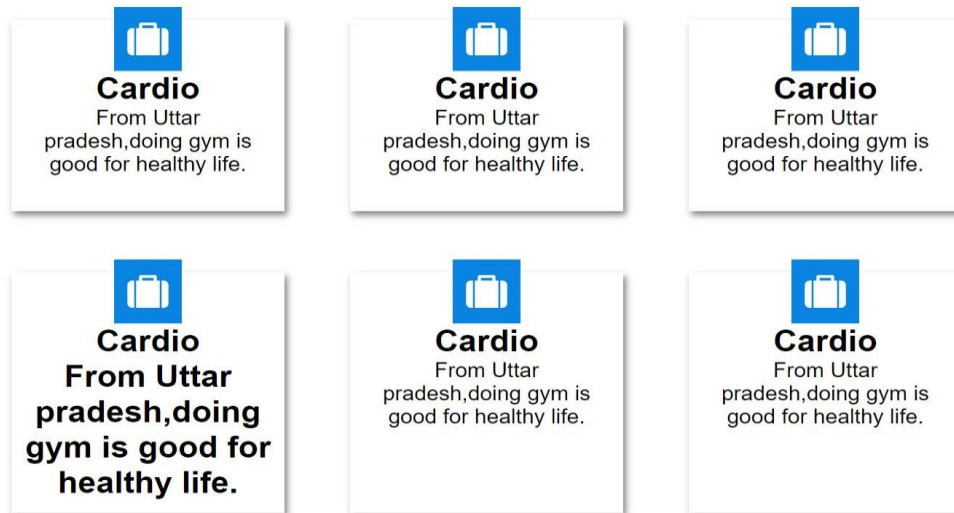 Cardio
From Uttar
pradesh,doing gym is
good for healthy life.
Cardio
From Uttar
pradesh,doing gym is
good for healthy life.
Cardio
From Uttar
pradesh,doing gym is
good for healthy life.
Cardio
From Uttar
pradesh,doing
gym is good for
healthy life.
Cardio
From Uttar
pradesh,doing gym is
good for healthy life.
Cardio
From Uttar
pradesh,doing gym is
good for healthy life.